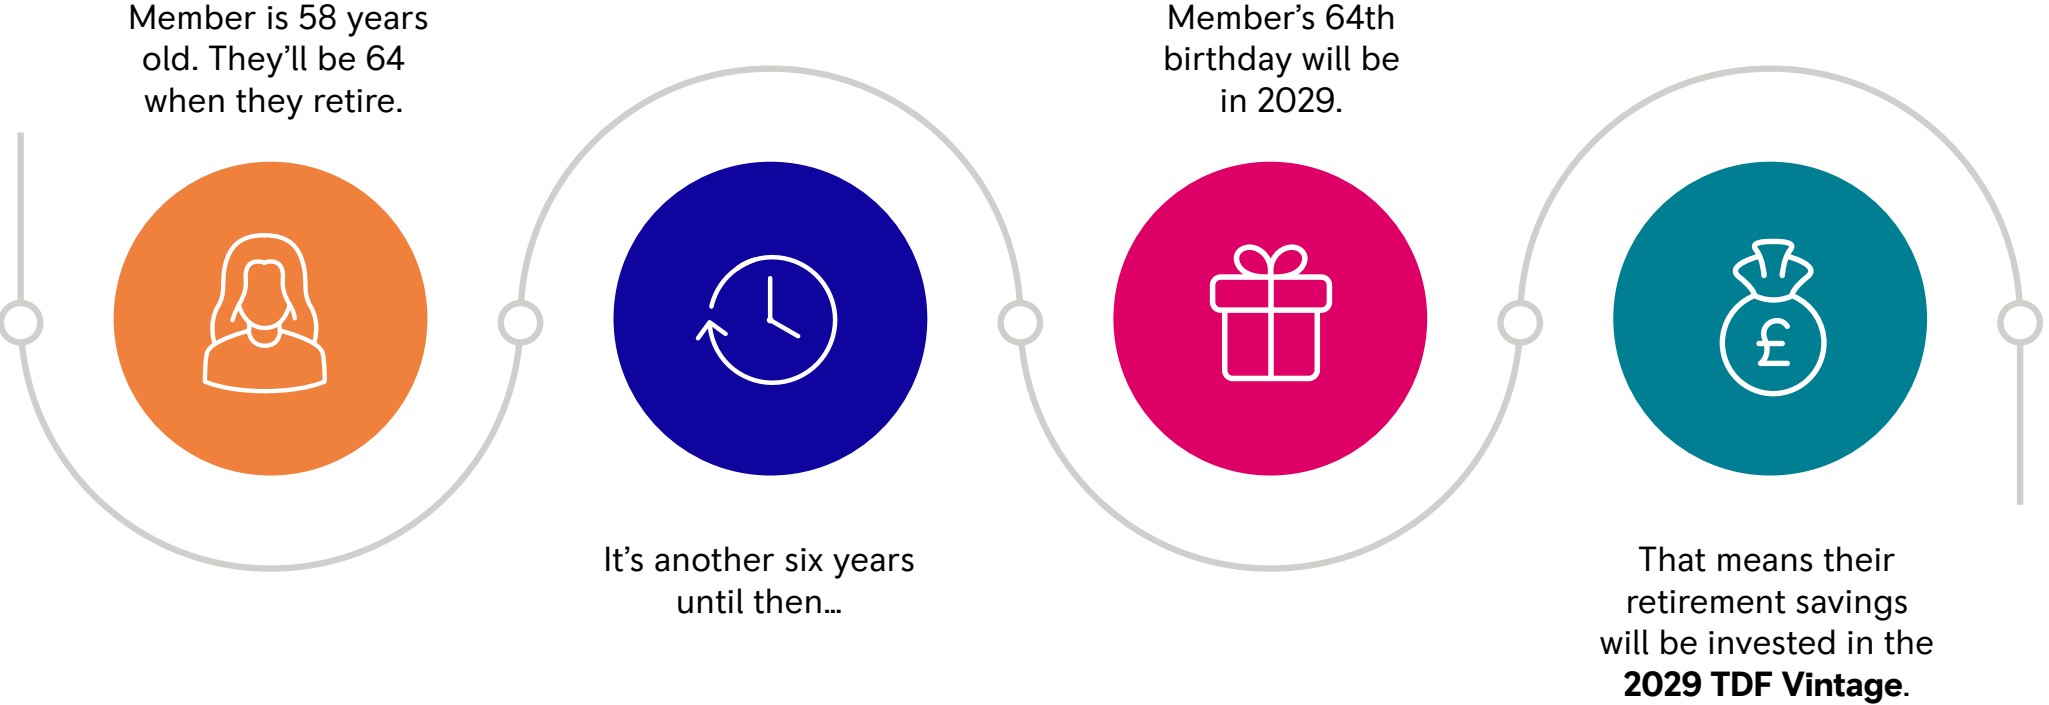 Member is 58 years
old. They’ll be 64
when they retire.
It’s another six years
until then...
Member’s 64th
birthday will be
in 2029.
£
That means their
retirement savings
will be invested in the
2029 TDF Vintage.